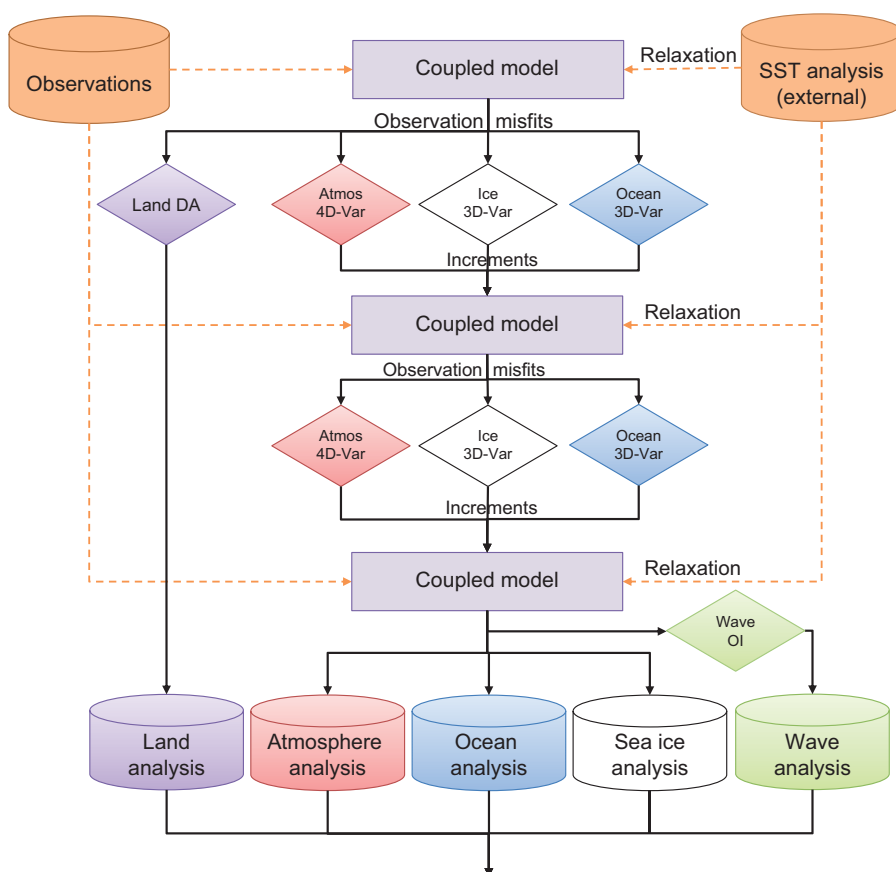 Observations
Coupled model
Relaxation
SST analysis
(external)
Observation misfits
Land DA
Atmos
4D-Var
Ice
3D-Var
Ocean
3D-Var
Increments
Coupled model
Relaxation
Observation misfits
Atmos
4D-Var
Ice
3D-Var
Ocean
3D-Var
Increments
Coupled model
Relaxation
Wave
OI
Land
analysis
Atmosphere
analysis
Ocean
analysis
Sea ice
analysis
Wave
analysis